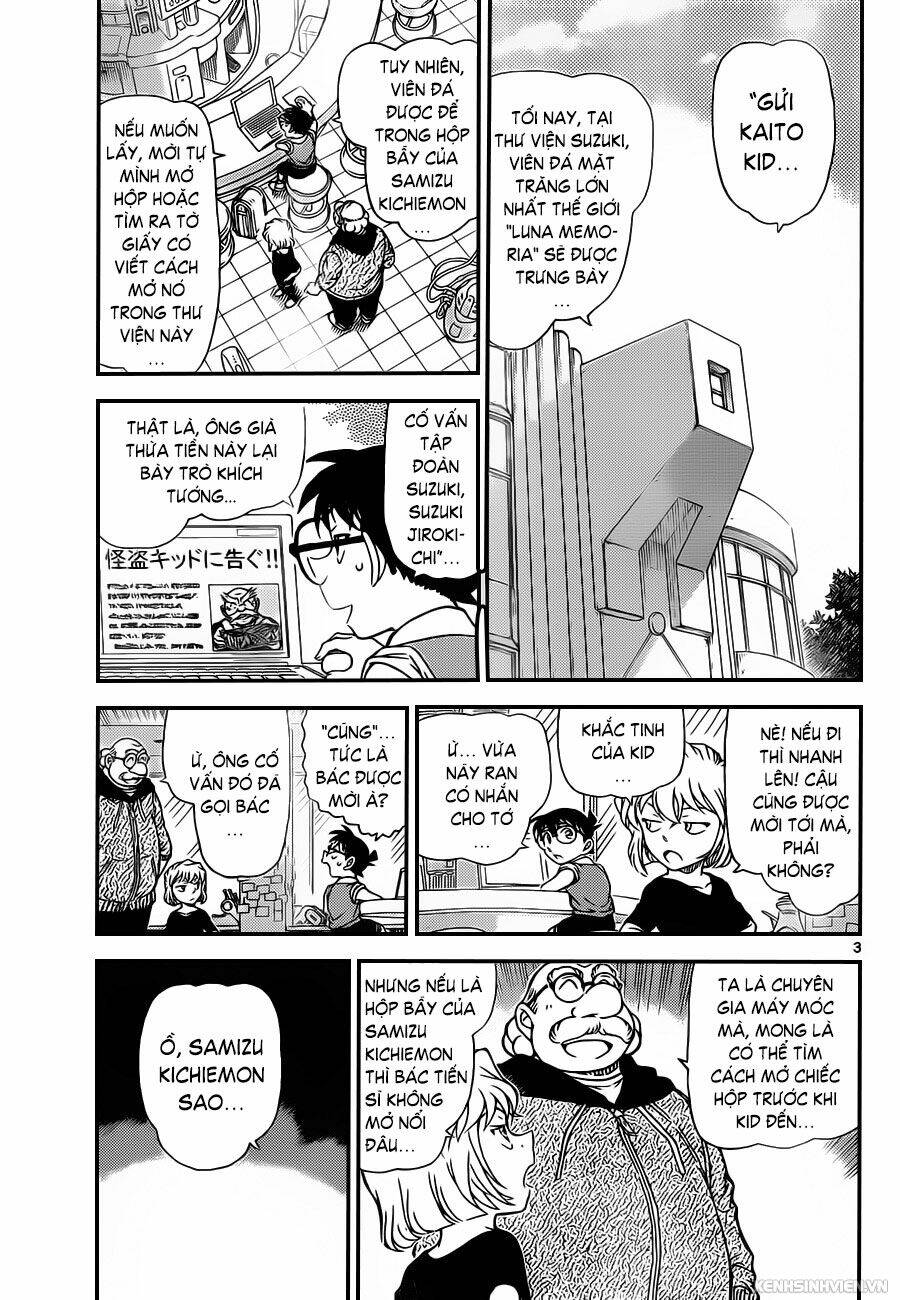 "GỬI
KAITO
KID...
TỐI NAY, TẠI
THƯ VIỆN SUZUKI,
VIÊN ĐÁ MẶT
TRĂNG LỚN
NHẤT THẾ GIỚI
"LUNA MEMO-
RIA" SẼ ĐƯỢC
TRƯNG BÀY
...
TUY NHIÊN,
VIÊN ĐÁ
ĐƯỢC ĐỂ
TRONG HỘP
BẪY CỦA
SAMIZU
KICHIEMON
...
NẾU MUỐN
LẤY, MỜI TỰ
MÌNH MỞ
HỘP HOẶC
TÌM RA TỜ
GIẤY CÓ
VIẾT CÁCH
MỞ NÓ
TRONG THƯ
VIỆN NÀY
...
CỐ VẤN
TẬP
ĐOÀN
SUZUKI,
SUZUKI
JIROKI-
CHI"...
THẬT LÀ, ÔNG GIÀ
THỪA TIỀN NÀY LẠI
BÀY TRÒ KHÍCH
TƯỚNG...
怪盗キッドに告ぐ!!
NÈ! NẾU ĐI
THÌ NHANH
LÊN! CẬU
CŨNG ĐƯỢC
MỜI TỚI MÀ,
PHẢI
KHÔNG?
KHẮC TINH
CỦA KID
...
Ừ... VỪA
NÃY RAN
CÓ NHẮN
CHO TỚ
...
"CŨNG"...
TỨC LÀ
BÁC ĐƯỢC
MỜI À?
Ừ, ÔNG CỐ
VẤN ĐÓ ĐÃ
GỌI BÁC
...
3
TA LÀ CHUYÊN
GIA MÁY MÓC
MÀ, MONG LÀ
CÓ THỂ TÌM
CÁCH MỞ CHIẾC
HỘP TRƯỚC KHI
KID ĐẾN...
NHƯNG NẾU LÀ
HỘP BẪY CỦA
SAMIZU
KICHIEMON
THÌ BÁC TIẾN
SĨ KHÔNG
MỞ NỔI
ĐÂU...
Ồ, SAMIZU
KICHIEMON
SAO...
KENHSINHVIEN.VN